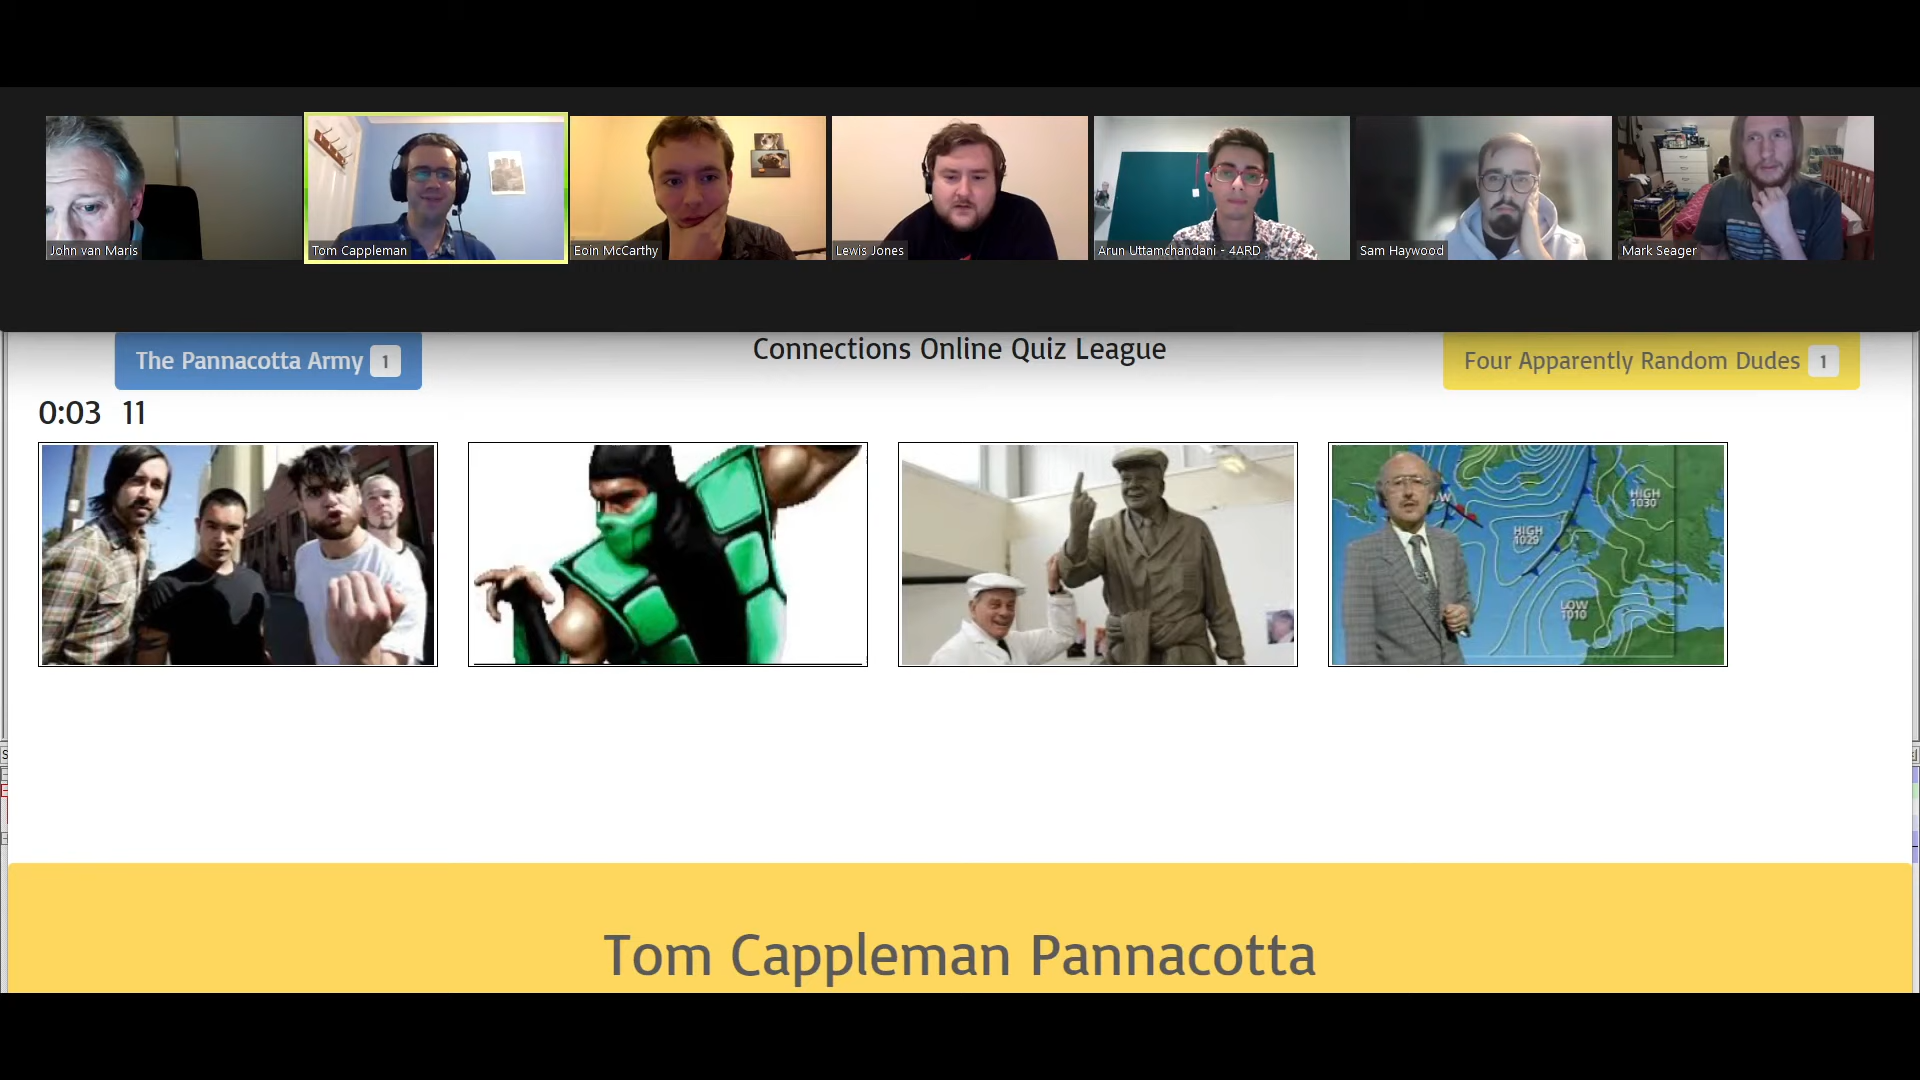 John van Maris
Tom Cappleman
Eoin McCarthy
Lewis Jones
Arun Uttamchandani - 4ARD
Sam Haywood
Mark Seager
The Pannacotta Army 1
Connections Online Quiz League
Four Apparently Random Dudes 1
0:03 11
HIGH
1030
HIGH
1029
LOW
1010
Tom Cappleman Pannacotta